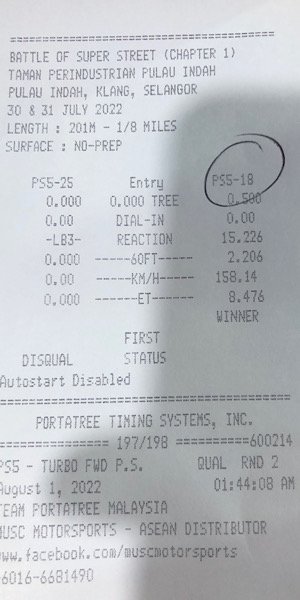 ==============================
BATTLE OF SUPER STREET (CHAPTER 1)
TAMAN PERINDUSTRIAN PULAU INDAH
PULAU INDAH, KLANG, SELANGOR
30 & 31 JULY 2022
LENGTH : 201M - 1/8 MILES
SURFACE : NO-PREP
PS5-25 Entry PS5-18
0.000 0.000 TREE 0.500
0.00 DIAL-IN 0.00
-LB3- REACTION 15.226
0.000 ------60FT----- 2.206
0.00 ------KM/H----- 158.14
0.000 ------ET------ 8.476
WINNER
FIRST
DISQUAL STATUS
Autostart Disabled
==============================
PORTATREE TIMING SYSTEMS, INC.
=============== 197/198 ==========600214
PS5 - TURBO FWD P.S. QUAL RND 2
August 1, 2022 01:44:08 AM
TEAM PORTATREE MALAYSIA
MUSC MOTORSPORTS - ASEAN DISTRIBUTOR
www.facebook.com/muscmotorsports
-6016-6681490